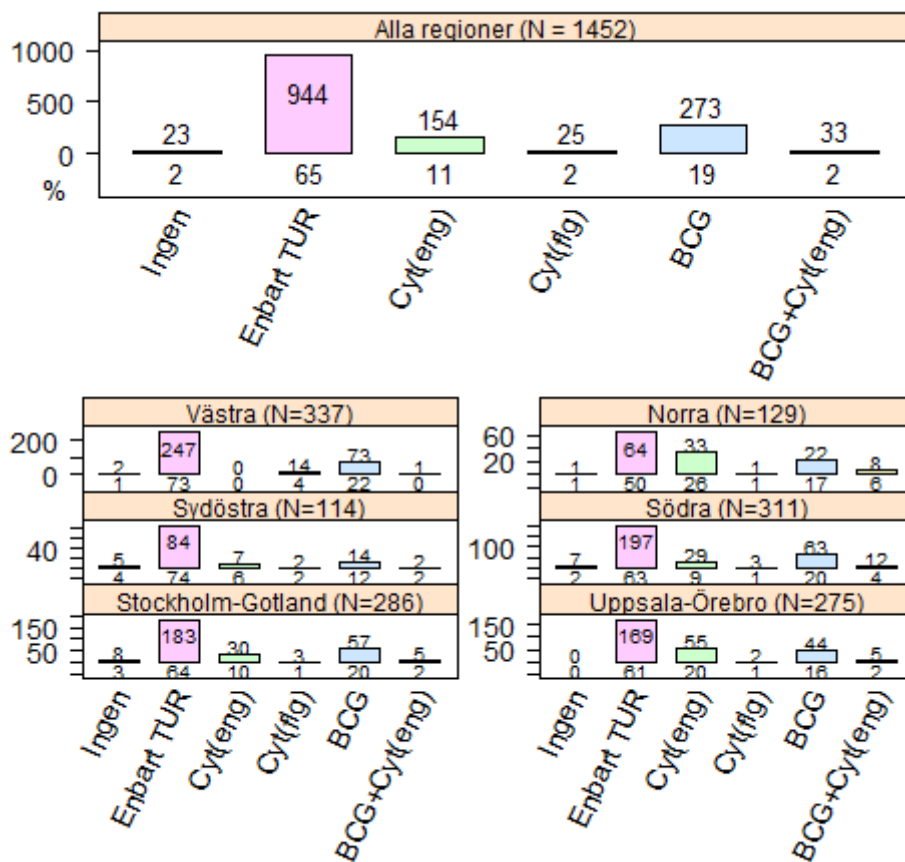 Alla regioner (N = 1452)
1000
500
0
%
23 944 154 25 273 33
2 65 11 2 19 2
Ingen Enbart TUR Cyt(eng) Cyt(flg) BCG BCG+Cyt(eng)
Västra (N=337)
200
0
2 247 0 14 73 1
1 73 0 4 22 0
Norra (N=129)
60
20
1 64 33 1 22 8
1 50 26 1 17 6
Sydöstra (N=114)
40
5 84 7 2 14 2
4 74 6 2 12 2
Södra (N=311)
100
7 197 29 3 63 12
2 63 9 1 20 4
Stockholm-Gotland (N=286)
150
50
8 183 30 3 57 5
3 64 10 1 20 2
Uppsala-Örebro (N=275)
150
50
0 169 55 2 44 5
0 61 20 1 16 2
Ingen Enbart TUR Cyt(eng) Cyt(flg) BCG BCG+Cyt(eng)
Ingen Enbart TUR Cyt(eng) Cyt(flg) BCG BCG+Cyt(eng)